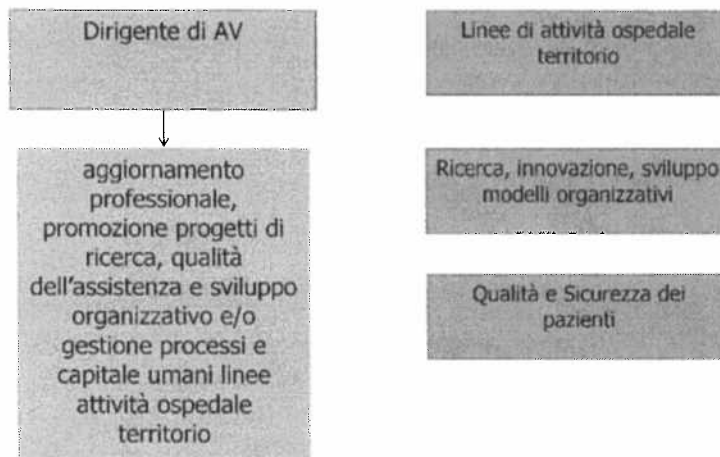 Dirigente di AV
aggiornamento
professionale,
promozione progetti di
ricerca, qualità
dell'assistenza e sviluppo
organizzativo e/o
gestione processi e
capitale umani linee
attività ospedale
territorio
Linee di attività ospedale
territorio
Ricerca, innovazione, sviluppo
modelli organizzativi
Qualità e Sicurezza dei
pazienti